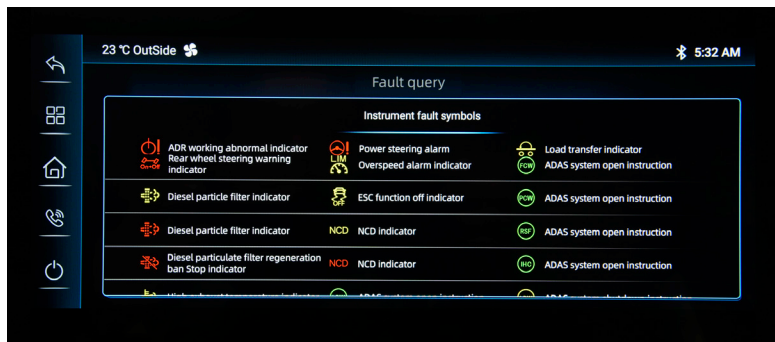 23 °C OutSide
5:32 AM
Fault query
Instrument fault symbols
ADR working abnormal indicator
Power steering alarm
Load transfer indicator
On↔Off
Rear wheel steering warning
indicator
LIM
Overspeed alarm indicator
FCW
ADAS system open instruction
Diesel particle filter indicator
OFF
ESC function off indicator
PCW
ADAS system open instruction
Diesel particle filter indicator
NCD
NCD indicator
RSF
ADAS system open instruction
Diesel particulate filter regeneration
ban Stop indicator
NCD
NCD indicator
IHC
ADAS system open instruction